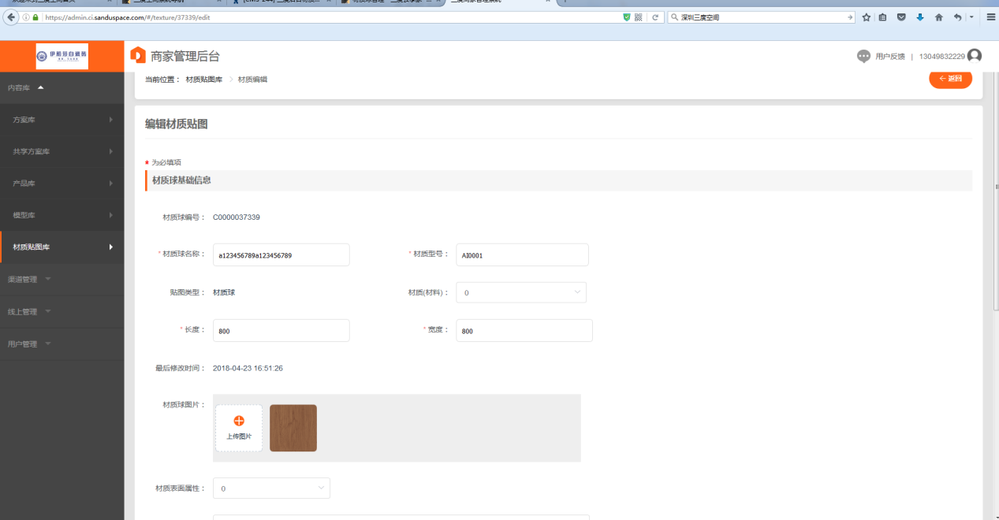 三度商家管理系统
https://admin.ci.sanduspace.com/#/texture/37339/edit
深圳三度空间
商家管理后台
用户反馈 | 13049832229
当前位置： 材质贴图库 > 材质编辑
返回
内容库
方案库
共享方案库
产品库
模型库
材质贴图库
渠道管理
线上管理
用户管理
编辑材质贴图
* 为必填项
材质球基础信息
材质球编号： C0000037339
* 材质球名称： a123456789a123456789
* 材质型号： AI0001
贴图类型： 材质球
材质(材料)： 0
* 长度： 800
* 宽度： 800
最后修改时间： 2018-04-23 16:51:26
材质球图片：
上传图片
材质表面属性： 0